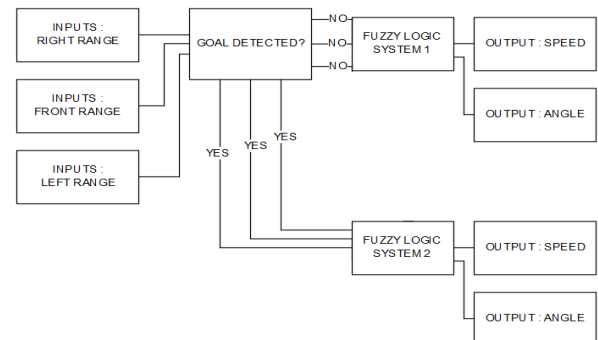 INPUTS :
RIGHT RANGE
INPUTS :
FRONT RANGE
INPUTS :
LEFT RANGE
GOAL DETECTED?
NO
NO
NO
YES
YES
YES
FUZZY LOGIC
SYSTEM 1
OUTPUT : SPEED
OUTPUT : ANGLE
FUZZY LOGIC
SYSTEM 2
OUTPUT : SPEED
OUTPUT : ANGLE